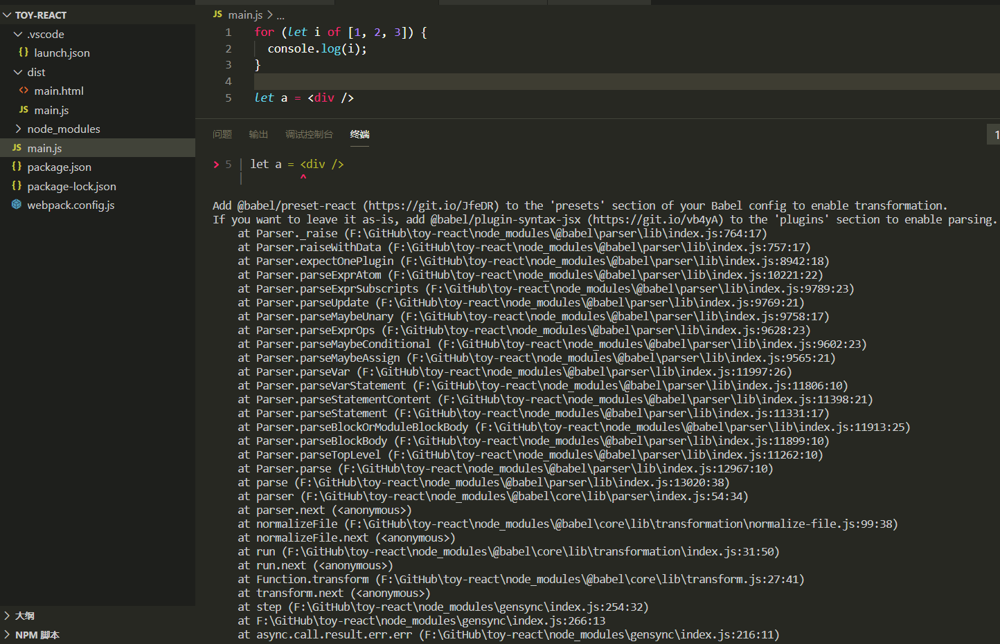 TOY-REACT
.vscode
{} launch.json
dist
<> main.html
JS main.js
node_modules
JS main.js
{} package.json
{} package-lock.json
webpack.config.js
大纲
NPM 脚本
JS main.js > ...
1 for (let i of [1, 2, 3]) {
2 console.log(i);
3 }
4
5 let a = <div />
问题 输出 调试控制台 终端
1
> 5 | let a = <div />
| ^
Add @babel/preset-react (https://git.io/JfeDR) to the 'presets' section of your Babel config to enable transformation.
If you want to leave it as-is, add @babel/plugin-syntax-jsx (https://git.io/vb4yA) to the 'plugins' section to enable parsing.
at Parser._raise (F:\GitHub\toy-react\node_modules\@babel\parser\lib\index.js:764:17)
at Parser.raiseWithData (F:\GitHub\toy-react\node_modules\@babel\parser\lib\index.js:757:17)
at Parser.expectOnePlugin (F:\GitHub\toy-react\node_modules\@babel\parser\lib\index.js:8942:18)
at Parser.parseExprAtom (F:\GitHub\toy-react\node_modules\@babel\parser\lib\index.js:10221:22)
at Parser.parseExprSubscripts (F:\GitHub\toy-react\node_modules\@babel\parser\lib\index.js:9789:23)
at Parser.parseUpdate (F:\GitHub\toy-react\node_modules\@babel\parser\lib\index.js:9769:21)
at Parser.parseMaybeUnary (F:\GitHub\toy-react\node_modules\@babel\parser\lib\index.js:9758:17)
at Parser.parseExprOps (F:\GitHub\toy-react\node_modules\@babel\parser\lib\index.js:9628:23)
at Parser.parseMaybeConditional (F:\GitHub\toy-react\node_modules\@babel\parser\lib\index.js:9602:23)
at Parser.parseMaybeAssign (F:\GitHub\toy-react\node_modules\@babel\parser\lib\index.js:9565:21)
at Parser.parseVar (F:\GitHub\toy-react\node_modules\@babel\parser\lib\index.js:11997:26)
at Parser.parseVarStatement (F:\GitHub\toy-react\node_modules\@babel\parser\lib\index.js:11806:10)
at Parser.parseStatementContent (F:\GitHub\toy-react\node_modules\@babel\parser\lib\index.js:11398:21)
at Parser.parseStatement (F:\GitHub\toy-react\node_modules\@babel\parser\lib\index.js:11331:17)
at Parser.parseBlockOrModuleBlockBody (F:\GitHub\toy-react\node_modules\@babel\parser\lib\index.js:11913:25)
at Parser.parseBlockBody (F:\GitHub\toy-react\node_modules\@babel\parser\lib\index.js:11899:10)
at Parser.parseTopLevel (F:\GitHub\toy-react\node_modules\@babel\parser\lib\index.js:11262:10)
at Parser.parse (F:\GitHub\toy-react\node_modules\@babel\parser\lib\index.js:12967:10)
at parse (F:\GitHub\toy-react\node_modules\@babel\parser\lib\index.js:13020:38)
at parser (F:\GitHub\toy-react\node_modules\@babel\core\lib\parser\index.js:54:34)
at parser.next (<anonymous>)
at normalizeFile (F:\GitHub\toy-react\node_modules\@babel\core\lib\transformation\normalize-file.js:99:38)
at normalizeFile.next (<anonymous>)
at run (F:\GitHub\toy-react\node_modules\@babel\core\lib\transformation\index.js:31:50)
at run.next (<anonymous>)
at Function.transform (F:\GitHub\toy-react\node_modules\@babel\core\lib\transform.js:27:41)
at transform.next (<anonymous>)
at step (F:\GitHub\toy-react\node_modules\gensync\index.js:254:32)
at F:\GitHub\toy-react\node_modules\gensync\index.js:266:13
at async.call.result.err.err (F:\GitHub\toy-react\node_modules\gensync\index.js:216:11)